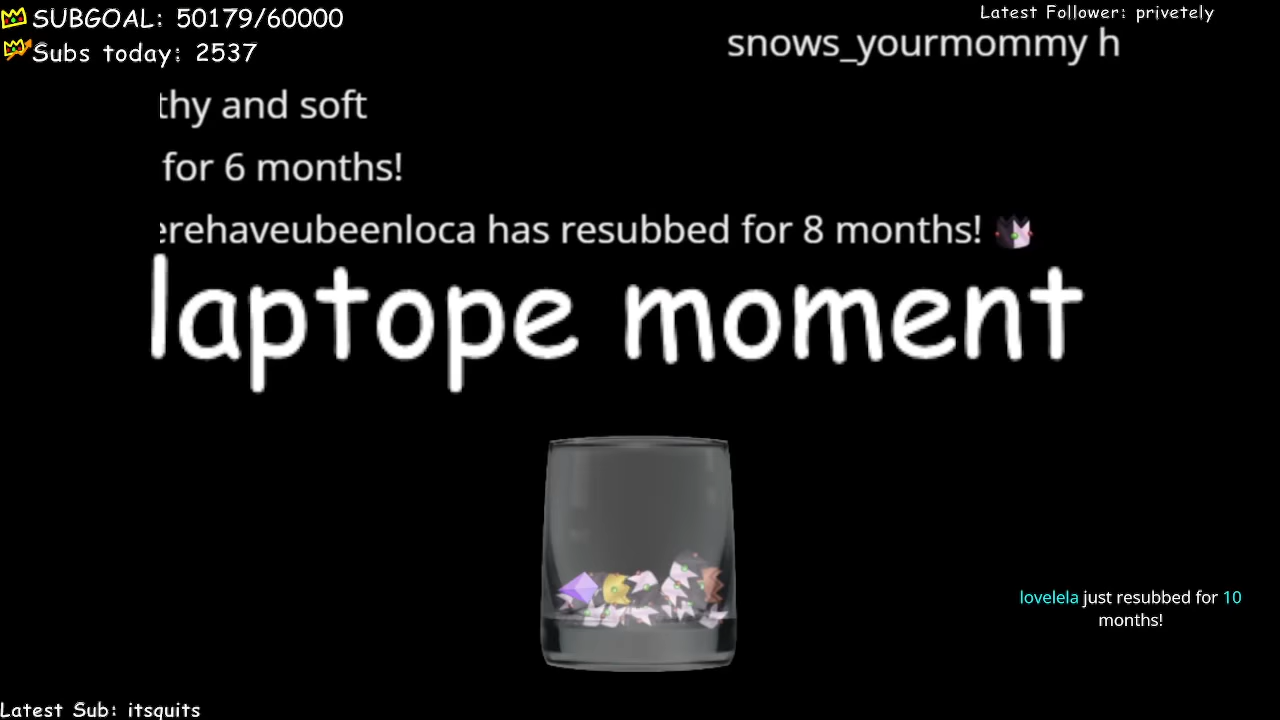 SUBGOAL: 50179/60000
Latest Follower: privetely
Subs today: 2537
snows_yourmommy h
thy and soft
for 6 months!
erehaveubeenloca has resubbed for 8 months!
laptope moment
lovelela just resubbed for 10
months!
Latest Sub: itsquits